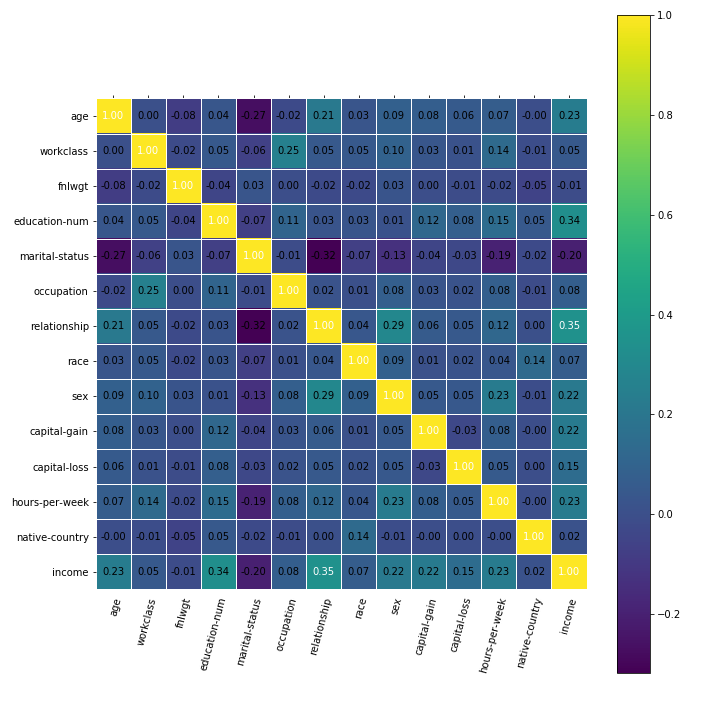 1.0
age 1.00 0.00 -0.08 0.04 -0.27 -0.02 0.21 0.03 0.09 0.08 0.06 0.07 -0.00 0.23
workclass 0.00 1.00 -0.02 0.05 -0.06 0.25 0.05 0.05 0.10 0.03 0.01 0.14 -0.01 0.05
0.8
fnlwgt -0.08 -0.02 1.00 -0.04 0.03 0.00 -0.02 -0.02 0.03 0.00 -0.01 -0.02 -0.05 -0.01
education-num 0.04 0.05 -0.04 1.00 -0.07 0.11 0.03 0.03 0.01 0.12 0.08 0.15 0.05 0.34
0.6
marital-status -0.27 -0.06 0.03 -0.07 1.00 -0.01 -0.32 -0.07 -0.13 -0.04 -0.03 -0.19 -0.02 -0.20
occupation -0.02 0.25 0.00 0.11 -0.01 1.00 0.02 0.01 0.08 0.03 0.02 0.08 -0.01 0.08
0.4
relationship 0.21 0.05 -0.02 0.03 -0.32 0.02 1.00 0.04 0.29 0.06 0.05 0.12 0.00 0.35
race 0.03 0.05 -0.02 0.03 -0.07 0.01 0.04 1.00 0.09 0.01 0.02 0.04 0.14 0.07
sex 0.09 0.10 0.03 0.01 -0.13 0.08 0.29 0.09 1.00 0.05 0.05 0.23 -0.01 0.22
0.2
capital-gain 0.08 0.03 0.00 0.12 -0.04 0.03 0.06 0.01 0.05 1.00 -0.03 0.08 -0.00 0.22
capital-loss 0.06 0.01 -0.01 0.08 -0.03 0.02 0.05 0.02 0.05 -0.03 1.00 0.05 0.00 0.15
hours-per-week 0.07 0.14 -0.02 0.15 -0.19 0.08 0.12 0.04 0.23 0.08 0.05 1.00 -0.00 0.23
0.0
native-country -0.00 -0.01 -0.05 0.05 -0.02 -0.01 0.00 0.14 -0.01 -0.00 0.00 -0.00 1.00 0.02
income 0.23 0.05 -0.01 0.34 -0.20 0.08 0.35 0.07 0.22 0.22 0.15 0.23 0.02 1.00
−0.2
age workclass fnlwgt education-num marital-status occupation relationship race sex capital-gain capital-loss hours-per-week native-country income